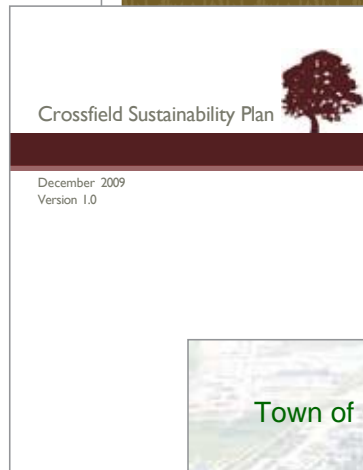 Crossfield Sustainability Plan
December 2009
Version 1.0
Town of